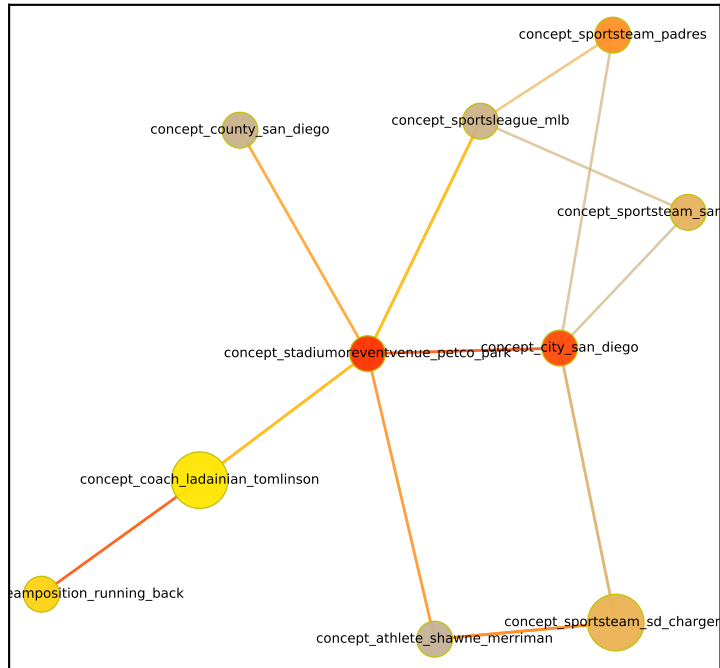 concept_sportsteam_padres
concept_sportsleague_mlb
concept_county_san_diego
concept_sportsteam_san
concept_city_san_diego
concept_stadiumoreventvenue_petco_park
concept_coach_ladainian_tomlinson
eamposition_running_back
concept_sportsteam_sd_charger
concept_athlete_shawne_merriman